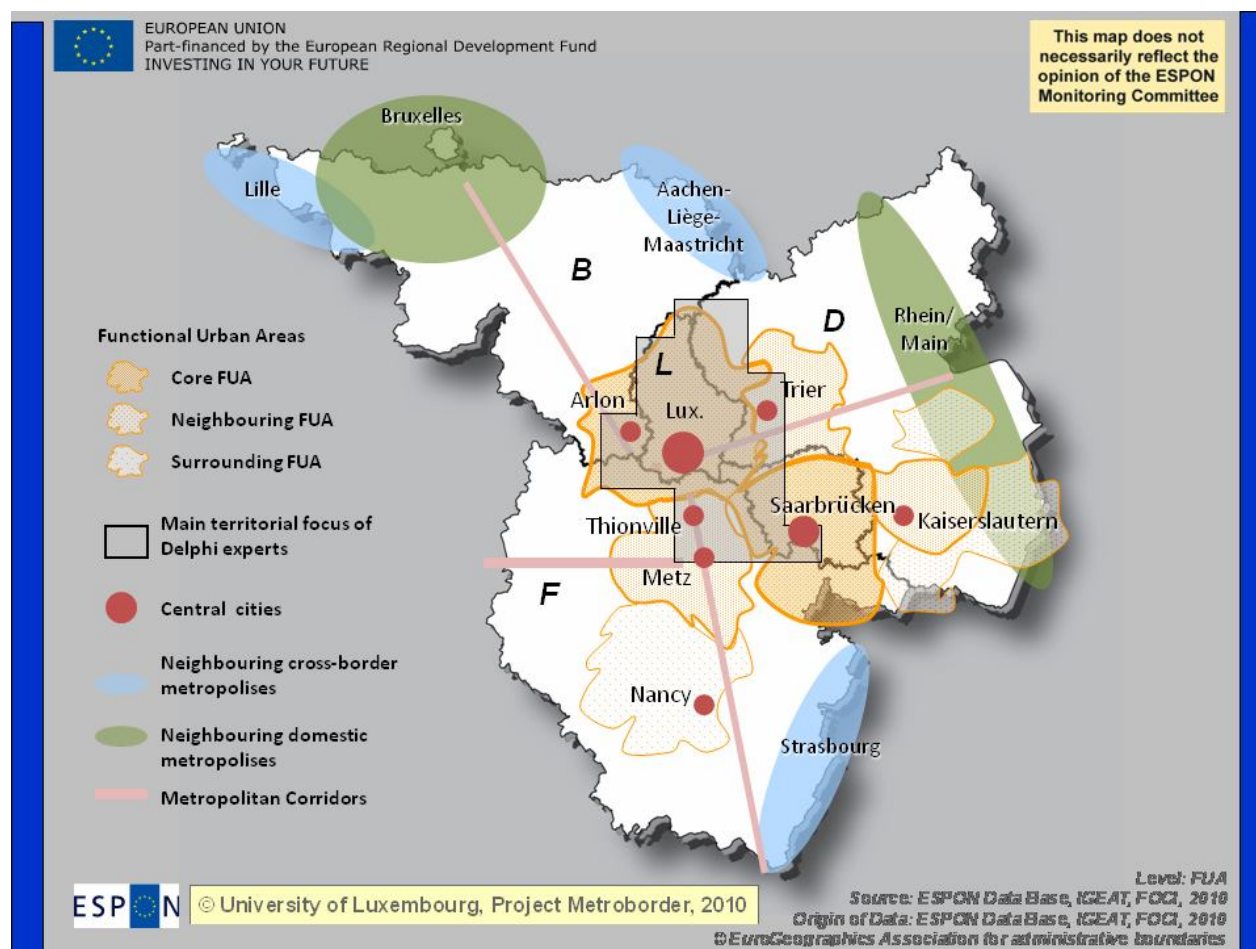 EUROPEAN UNION
Part-financed by the European Regional Development Fund
INVESTING IN YOUR FUTURE
This map does not
necessarily reflect the
opinion of the ESPON
Monitoring Committee
Bruxelles
Lille
Aachen-
Liège-
Maastricht
B
D
Rhein/
Main
Functional Urban Areas
Core FUA
Neighbouring FUA
Surrounding FUA
Main territorial focus of
Delphi experts
Central cities
Neighbouring cross-border
metropolises
Neighbouring domestic
metropolises
Metropolitan Corridors
L
Arlon
Lux.
Trier
Thionville
Saarbrücken
Kaiserslautern
Metz
F
Nancy
Strasbourg
ESPON
© University of Luxembourg, Project Metroborder, 2010
Level: FUA
Source: ESPON DataBase, IGEAT, FOCI, 2010
Origin of Data: ESPON DataBase, IGEAT, FOCI, 2010
©EuroGeographics Association for administrative boundaries